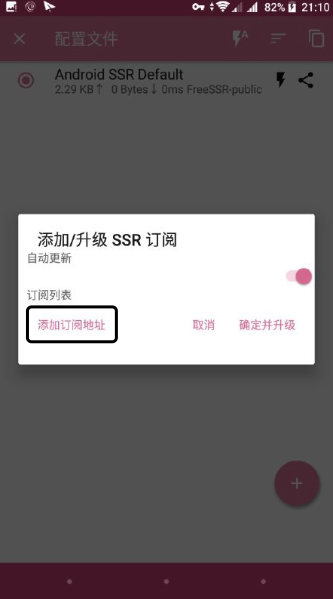 82% 21:10
配置文件
Android SSR Default
2.29 KB↑ 0 Bytes↓ 0ms FreeSSR-public
添加/升级 SSR 订阅
自动更新
订阅列表
添加订阅地址 取消 确定并升级